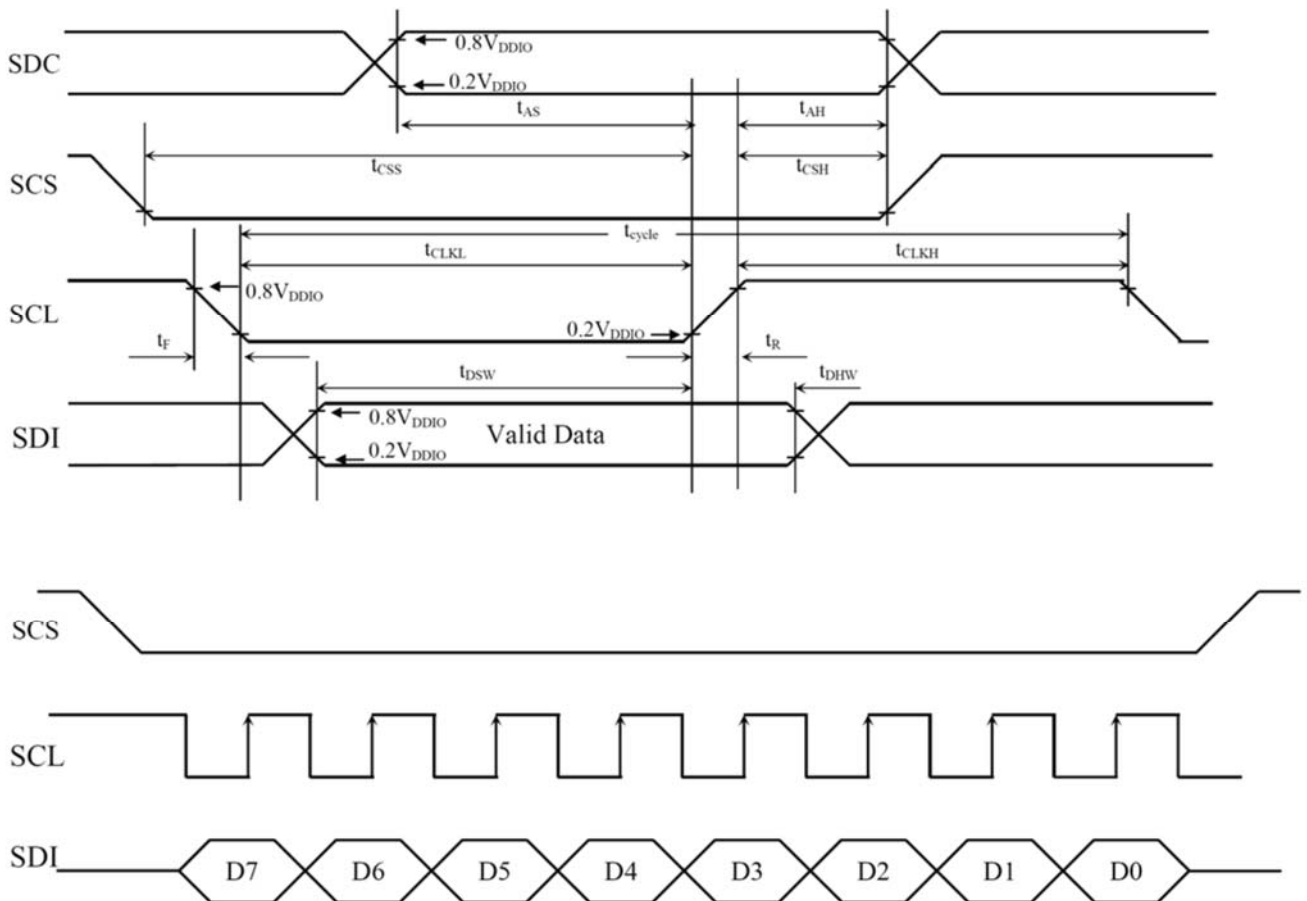 SDC
0.8VDDIO
0.2VDDIO
tAS
tAH
SCS
tCSS
tCSH
tcycle
tCLKL
tCLKH
SCL
0.8VDDIO
0.2VDDIO
tF
tR
tDSW
tDHW
SDI
0.8VDDIO
Valid Data
0.2VDDIO
SCS
SCL
SDI
D7 D6 D5 D4 D3 D2 D1 D0